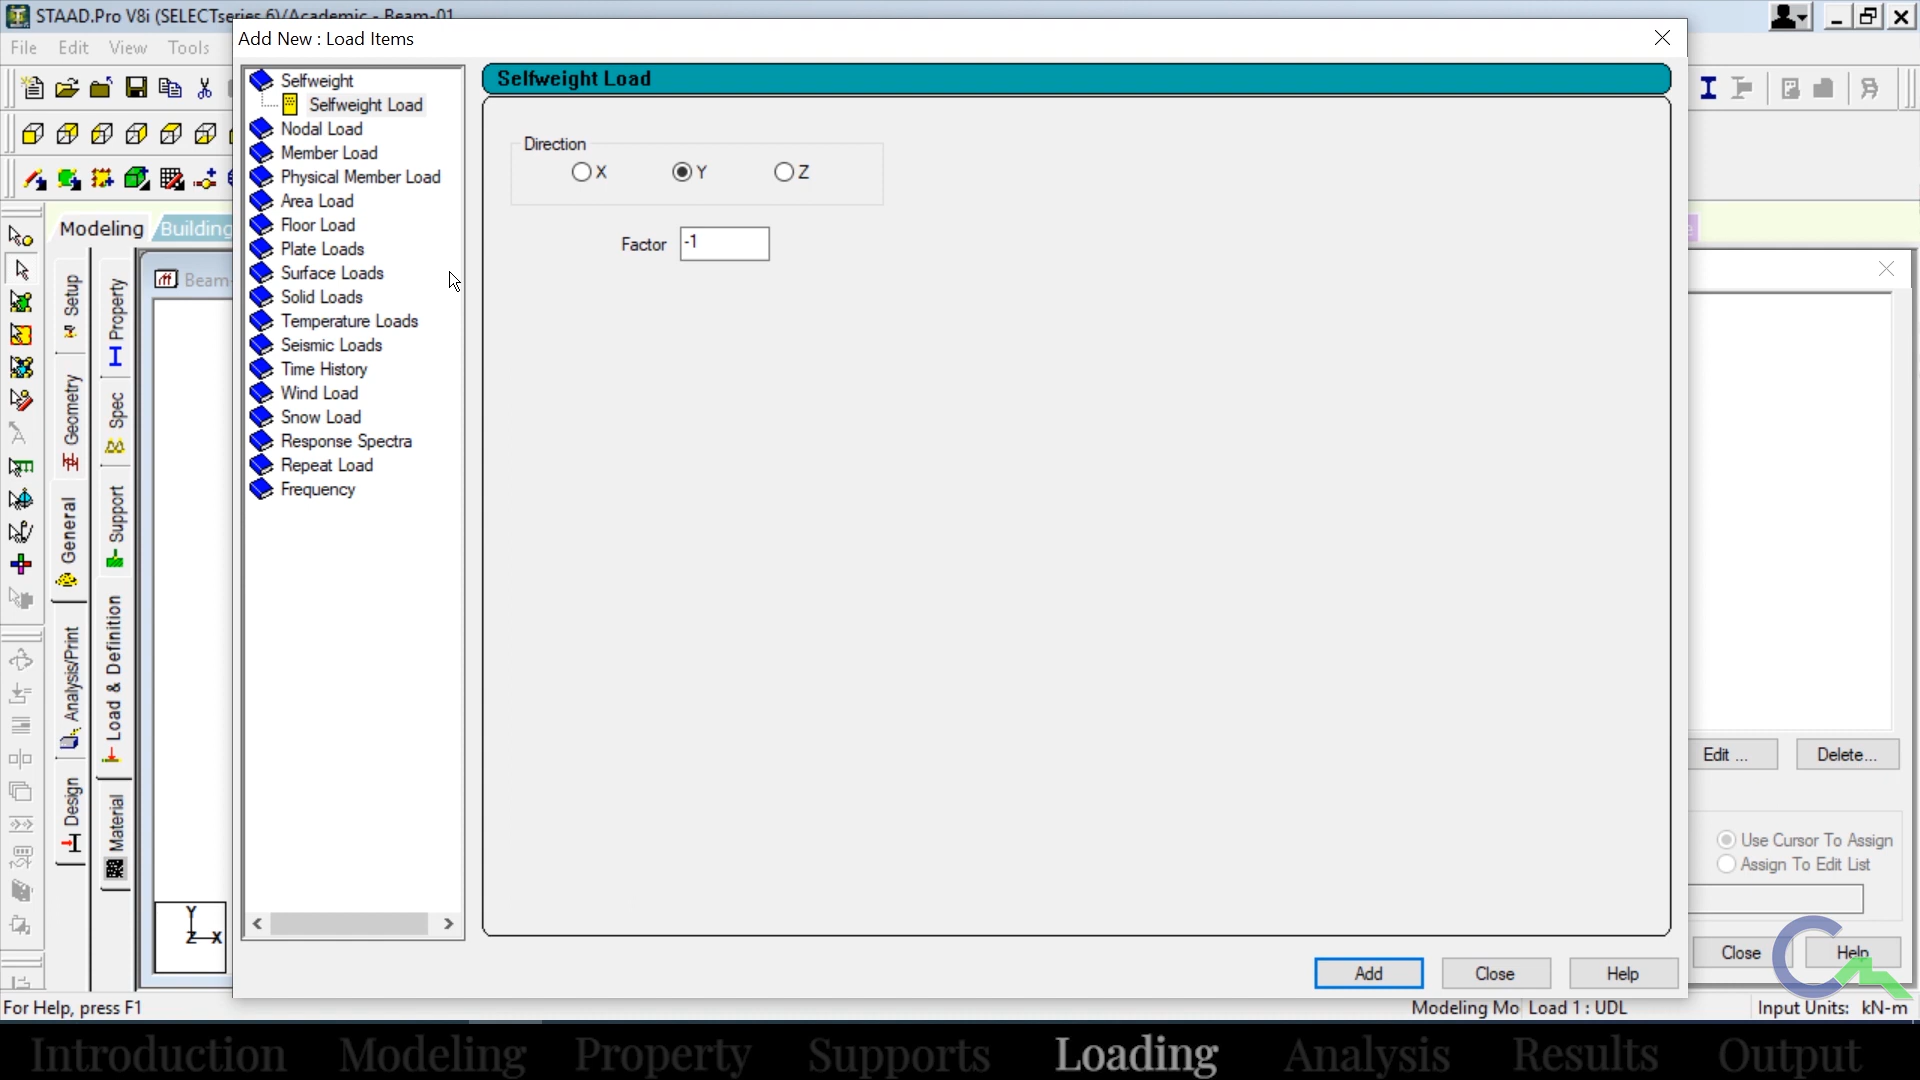 STAAD.Pro V8i (SELECTseries 6)/Academic - Beam-01
File Edit View Tools
Add New : Load Items
Selfweight
Selfweight Load
Nodal Load
Member Load
Physical Member Load
Area Load
Floor Load
Plate Loads
Surface Loads
Solid Loads
Temperature Loads
Seismic Loads
Time History
Wind Load
Snow Load
Response Spectra
Repeat Load
Frequency
Selfweight Load
Direction
X Y Z
Factor -1
Add Close Help
Modeling Building
Beam-
Setup
Geometry
General
Analysis/Print
Design
Property
Spec
Support
Load & Definition
Material
Y
Z X
Edit ... Delete...
Use Cursor To Assign
Assign To Edit List
Close Help
For Help, press F1
Modeling Mo Load 1 : UDL Input Units: kN-m
Introduction Modeling Property Supports Loading Analysis Results Output